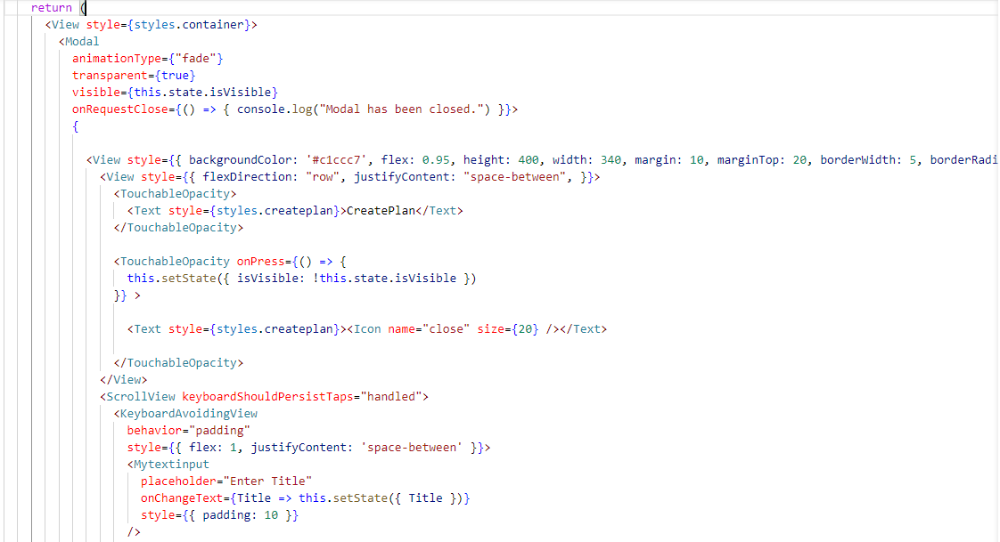 return (
<View style={styles.container}>
<Modal
animationType={"fade"}
transparent={true}
visible={this.state.isVisible}
onRequestClose={() => { console.log("Modal has been closed.") }}>
{
<View style={{ backgroundColor: '#c1ccc7', flex: 0.95, height: 400, width: 340, margin: 10, marginTop: 20, borderWidth: 5, borderRadi
<View style={{ flexDirection: "row", justifyContent: "space-between", }}>
<TouchableOpacity>
<Text style={styles.createplan}>CreatePlan</Text>
</TouchableOpacity>
<TouchableOpacity onPress={() => {
this.setState({ isVisible: !this.state.isVisible })
}} >
<Text style={styles.createplan}><Icon name="close" size={20} /></Text>
</TouchableOpacity>
</View>
<ScrollView keyboardShouldPersistTaps="handled">
<KeyboardAvoidingView
behavior="padding"
style={{ flex: 1, justifyContent: 'space-between' }}>
<Mytextinput
placeholder="Enter Title"
onChangeText={Title => this.setState({ Title })}
style={{ padding: 10 }}
/>